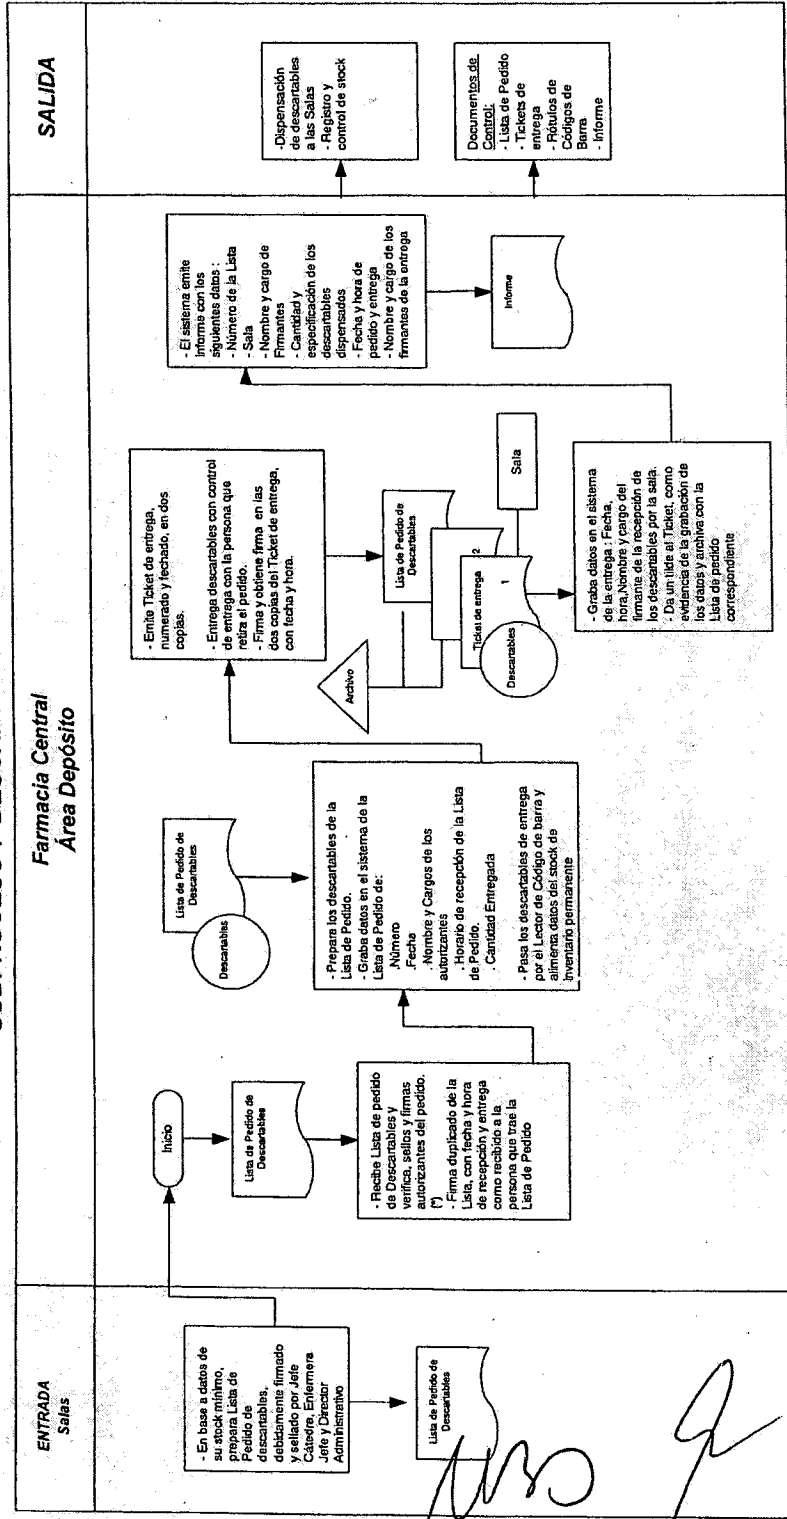 ENTRADA
Salas
Farmacia Central
Área Depósito
SALIDA
- En base a datos de
su stock mínimo,
prepara Lista de
Pedido de
descartables,
debidamente firmado
y sellado por Jefe
Cátedre, Enfermera
Jefe y Director
Administrativo
Lista de Pedido de
Descartables
Inicio
Lista de Pedido de
Descartables
- Recibe Lista de pedido
de Descartables y
verifica, sellos y firmas
autorizantes del pedido.
(*)
- Firma duplicado de la
Lista, con fecha y hora
de recepción y entrega
como recibido a la
persona que trae la
Lista de Pedido
Lista de Pedido de
Descartables
Descartables
- Prepara los descartables de la
Lista de Pedido.
- Graba datos en el sistema de la
Lista de Pedido de:
.Número
.Fecha
. Nombre y Cargos de los
autorizantes
. Horario de recepción de la Lista
de Pedido.
. Cantidad Entregada
- Pasa los descartables de entrega
por el Lector de Código de barra y
alimenta datos del stock de
Inventario permanente
- Emite Ticket de entrega,
numerado y fechado, en dos
copias.
- Entrega descartables con control
de entrega con la persona que
retira el pedido.
- Firma y obtiene firma en las
dos copias del Ticket de entrega,
con fecha y hora.
Archivo
Lista de Pedido de
Descartables
2
Ticket de entrega
1
Descartables
Sala
- Graba datos en el sistema
de la entrega : Fecha,
hora,Nombre y cargo del
firmante de la recepción de
los descartables por la sala.
- Da un tilde al Ticket, como
evidencia de la grabación de
los datos y archiva con la
Lista de pedido
correspondiente
- El sistema emite
Informe con los
siguientes datos :
- Número de la Lista
- Sala
- Nombre y cargo de
Firmantes
- Cantidad y
especificación de los
descartables
dispensados
- Fecha y hora de
pedido y entrega
- Nombre y cargo de los
firmantes de la entrega
Informe
-Dispensación
de descartables
a las Salas
- Registro y
control de stock
Documentos de
Control:
- Lista de Pedido
- Tickets de
entrega
- Rótulos de
Códigos de
Barra
- Informe